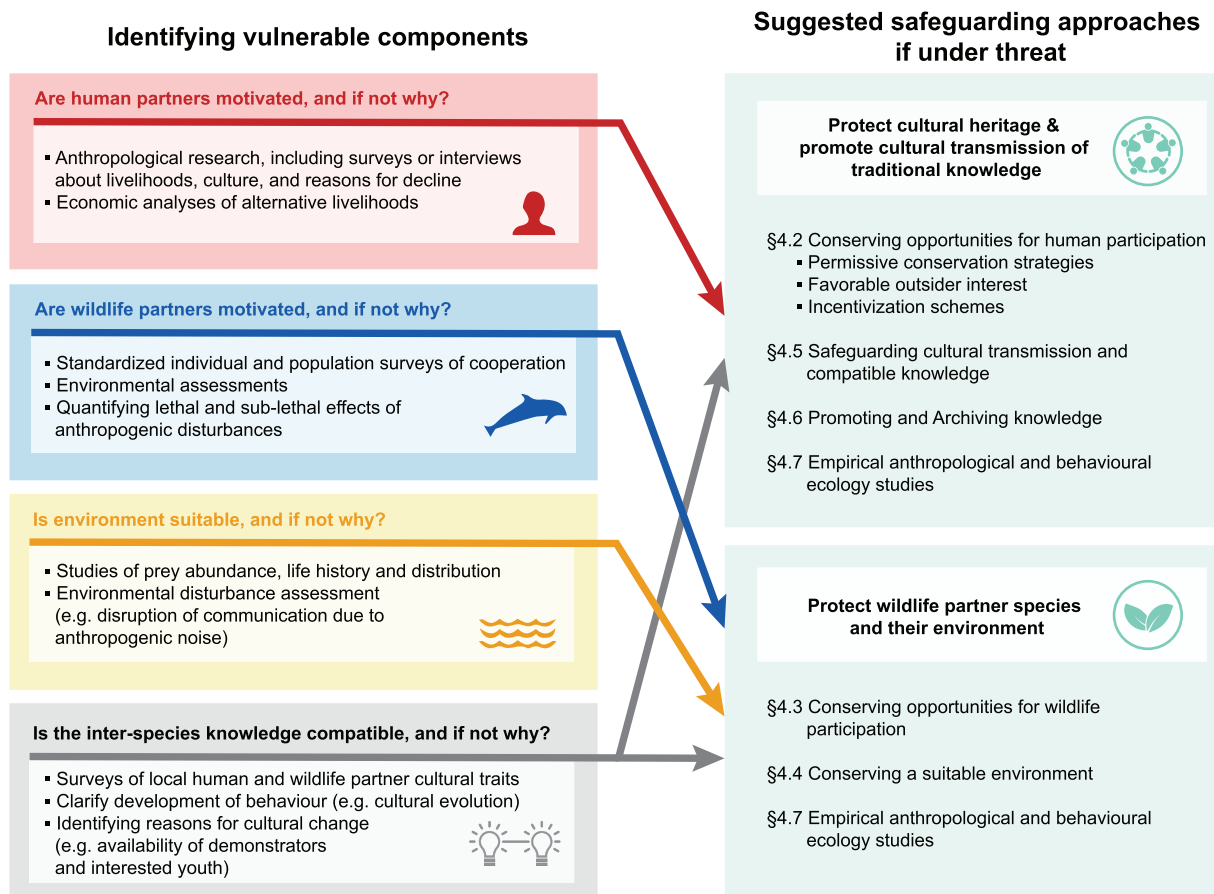 Identifying vulnerable components
Are human partners motivated, and if not why?
▪ Anthropological research, including surveys or interviews
about livelihoods, culture, and reasons for decline
▪ Economic analyses of alternative livelihoods
Are wildlife partners motivated, and if not why?
▪ Standardized individual and population surveys of cooperation
▪ Environmental assessments
▪ Quantifying lethal and sub-lethal effects of
anthropogenic disturbances
Is environment suitable, and if not why?
▪ Studies of prey abundance, life history and distribution
▪ Environmental disturbance assessment
(e.g. disruption of communication due to
anthropogenic noise)
Is the inter-species knowledge compatible, and if not why?
▪ Surveys of local human and wildlife partner cultural traits
▪ Clarify development of behaviour (e.g. cultural evolution)
▪ Identifying reasons for cultural change
(e.g. availability of demonstrators
and interested youth)
Suggested safeguarding approaches
if under threat
Protect cultural heritage &
promote cultural transmission of
traditional knowledge
§4.2 Conserving opportunities for human participation
▪ Permissive conservation strategies
▪ Favorable outsider interest
▪ Incentivization schemes
§4.5 Safeguarding cultural transmission and
compatible knowledge
§4.6 Promoting and Archiving knowledge
§4.7 Empirical anthropological and behavioural
ecology studies
Protect wildlife partner species
and their environment
§4.3 Conserving opportunities for wildlife
participation
§4.4 Conserving a suitable environment
§4.7 Empirical anthropological and behavioural
ecology studies